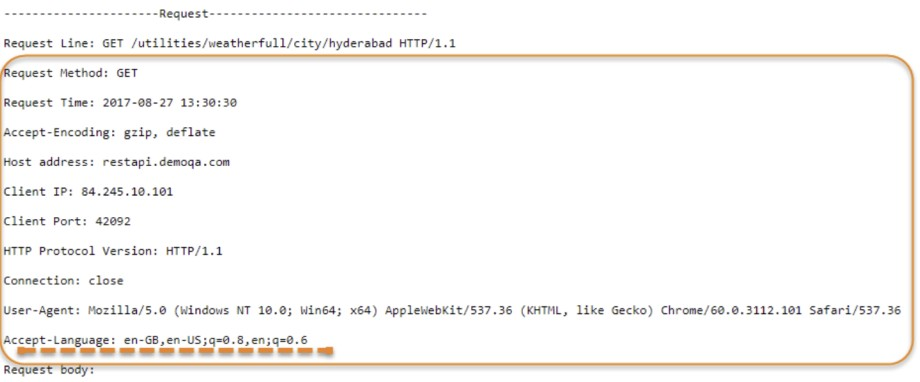 ----------------------Request-------------------------------
Request Line: GET /utilities/weatherfull/city/hyderabad HTTP/1.1
Request Method: GET
Request Time: 2017-08-27 13:30:30
Accept-Encoding: gzip, deflate
Host address: restapi.demoqa.com
Client IP: 84.245.10.101
Client Port: 42092
HTTP Protocol Version: HTTP/1.1
Connection: close
User-Agent: Mozilla/5.0 (Windows NT 10.0; Win64; x64) AppleWebKit/537.36 (KHTML, like Gecko) Chrome/60.0.3112.101 Safari/537.36
Accept-Language: en-GB,en-US;q=0.8,en;q=0.6
Request body: